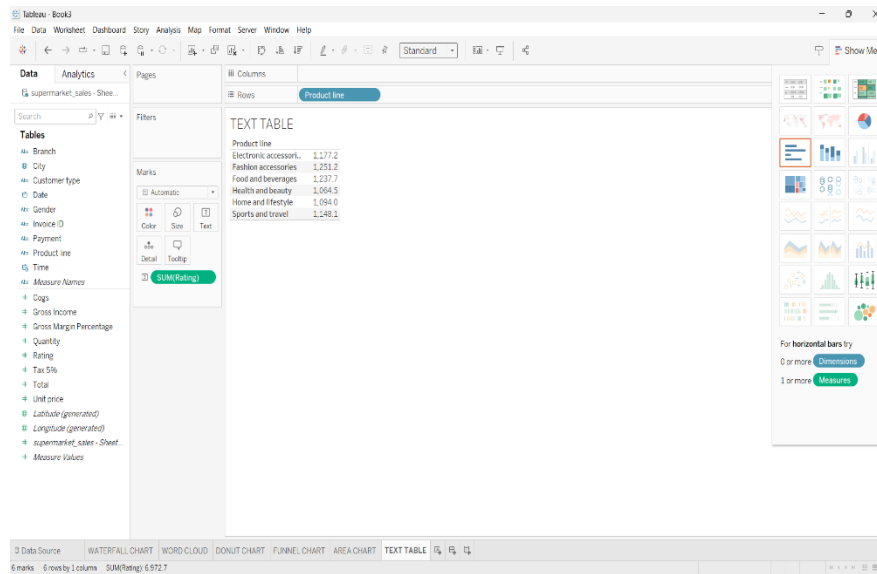 Tableau - Book3
File Data Worksheet Dashboard Story Analysis Map Format Server Window Help
Standard
Show Me
Data Analytics
Pages
Columns
supermarket_sales - Shee...
Rows
Product line
Search
Filters
TEXT TABLE
Tables
Product line
Abc Branch
Electronic accessori.. 1,177.2
City
Fashion accessories 1,251.2
Abc Customer type
Food and beverages 1,237.7
Date
Health and beauty 1,064.5
Abc Gender
Home and lifestyle 1,094.0
Abc Invoice ID
Sports and travel 1,148.1
Abc Payment
Abc Product line
Time
Abc Measure Names
Marks
Automatic
Color Size Text
Detail Tooltip
SUM(Rating)
# Cogs
# Gross Income
# Gross Margin Percentage
# Quantity
# Rating
# Tax 5%
# Total
# Unit price
Latitude (generated)
Longitude (generated)
# supermarket_sales - Sheet...
# Measure Values
For horizontal bars try
0 or more Dimensions
1 or more Measures
Data Source WATERFALL CHART WORD CLOUD DONUT CHART FUNNEL CHART AREA CHART TEXT TABLE
6 marks 6 rows by 1 column SUM(Rating): 6,972.7